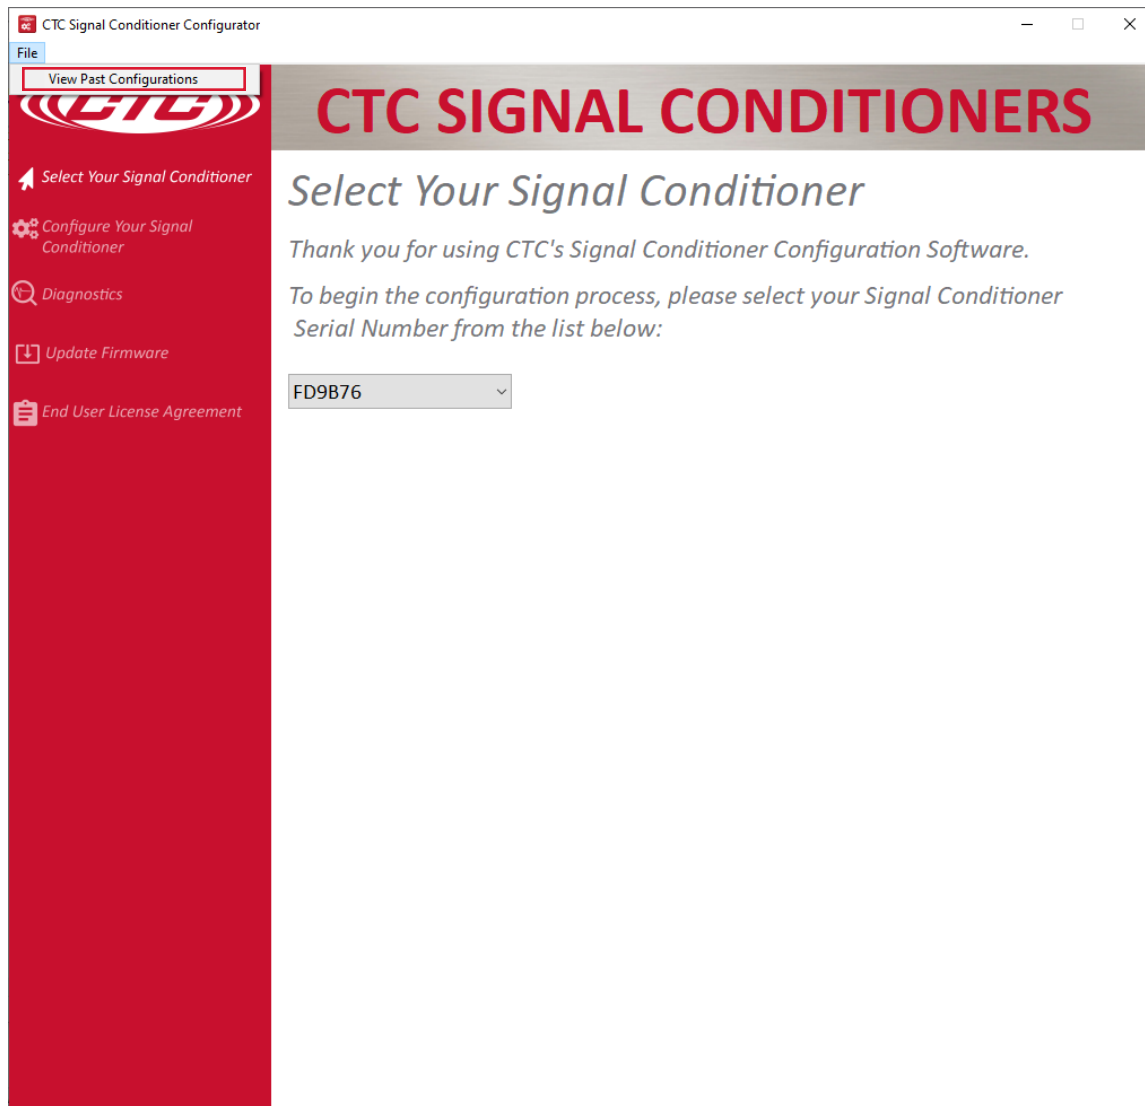 CTC Signal Conditioner Configurator
File
View Past Configurations
CTC
CTC SIGNAL CONDITIONERS
Select Your Signal Conditioner
Configure Your Signal
Conditioner
Diagnostics
Update Firmware
End User License Agreement
Select Your Signal Conditioner
Thank you for using CTC's Signal Conditioner Configuration Software.
To begin the configuration process, please select your Signal Conditioner
Serial Number from the list below:
FD9B76